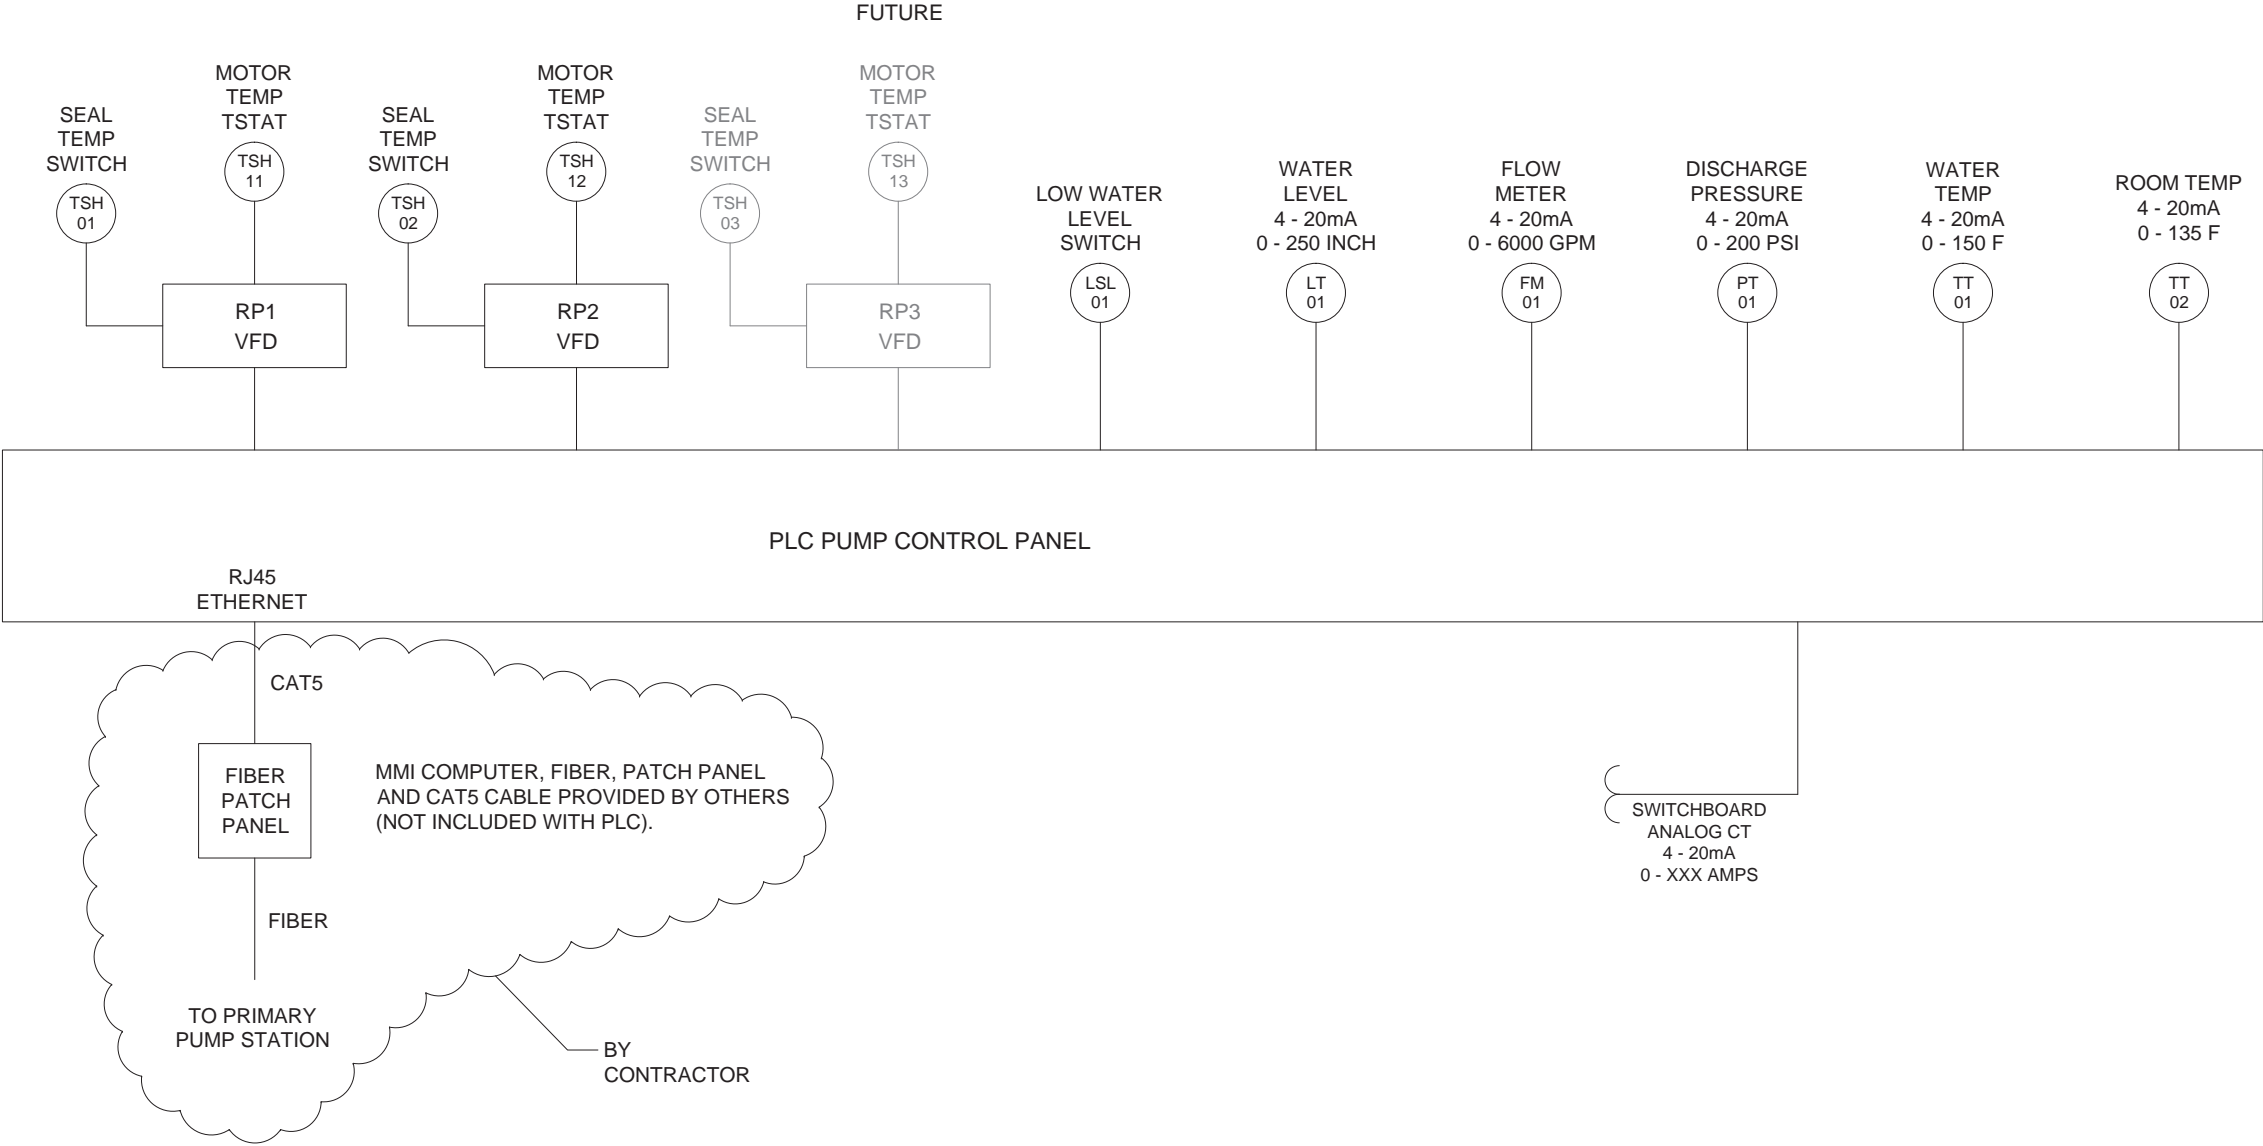 FUTURE
SEAL
TEMP
SWITCH
TSH
01
MOTOR
TEMP
TSTAT
TSH
11
RP1
VFD
SEAL
TEMP
SWITCH
TSH
02
MOTOR
TEMP
TSTAT
TSH
12
RP2
VFD
SEAL
TEMP
SWITCH
TSH
03
MOTOR
TEMP
TSTAT
TSH
13
RP3
VFD
LOW WATER
LEVEL
SWITCH
LSL
01
WATER
LEVEL
4 - 20mA
0 - 250 INCH
LT
01
FLOW
METER
4 - 20mA
0 - 6000 GPM
FM
01
DISCHARGE
PRESSURE
4 - 20mA
0 - 200 PSI
PT
01
WATER
TEMP
4 - 20mA
0 - 150 F
TT
01
ROOM TEMP
4 - 20mA
0 - 135 F
TT
02
PLC PUMP CONTROL PANEL
RJ45
ETHERNET
CAT5
FIBER
PATCH
PANEL
MMI COMPUTER, FIBER, PATCH PANEL
AND CAT5 CABLE PROVIDED BY OTHERS
(NOT INCLUDED WITH PLC).
FIBER
TO PRIMARY
PUMP STATION
BY
CONTRACTOR
SWITCHBOARD
ANALOG CT
4 - 20mA
0 - XXX AMPS